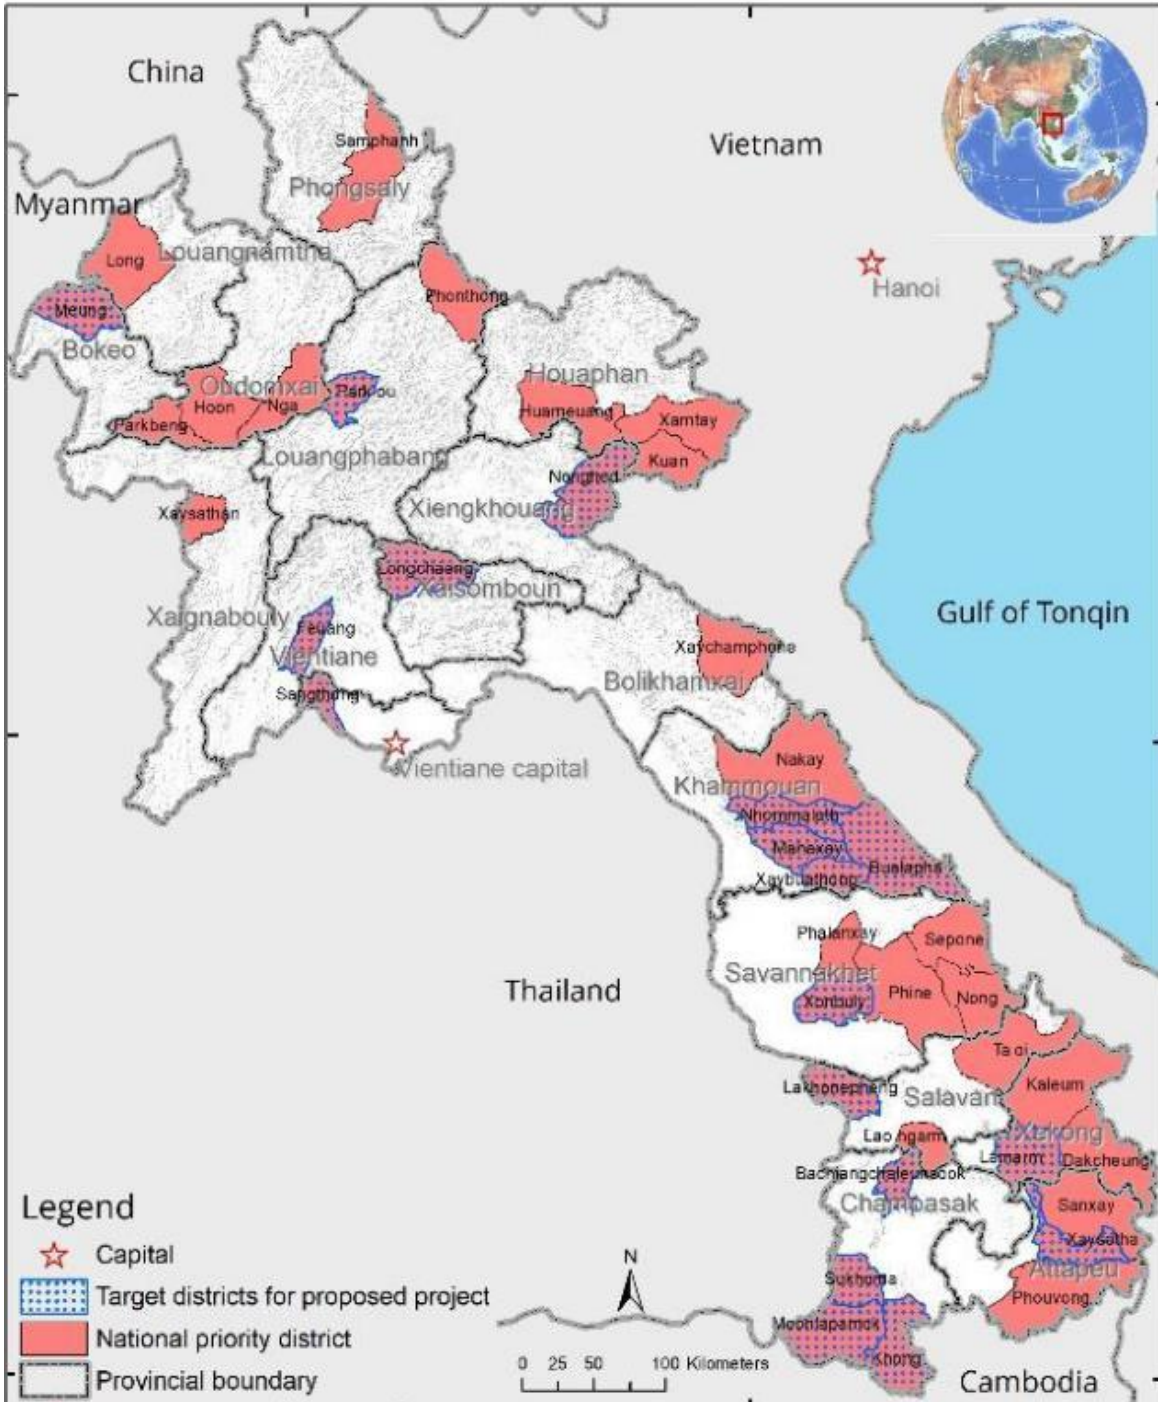 China
Vietnam
Myanmar
Samphanh
Phongsaly
Louangnamtha
Long
Hanoi
Phonthong
Meung
Bokeo
Houaphan
Oudomxai
Hoon
Nga
Huameuang
Xamtay
Parkbeng
Louangphabang
Kuan
Nonghed
Xaysathan
Xiengkhouang
Longchaeng
Xaisomboun
Xaignabouly
Feuang
Vientiane
Gulf of Tonqin
Xaychamphone
Bolikhamxai
Sangthong
Vientiane capital
Nakay
Khammouan
Nhommalath
Mahaxay
Bualapha
Xaybuathong
Phalanxay
Sepone
Savannakhet
Thailand
Phine
Nong
Xonbuly
Ta oi
Lakhonepheng
Kaleum
Salavan
Xekong
Lao ngarm
Lamarm
Dakcheung
Bachiangchaleunsook
Champasak
Sanxay
Xaysetha
Attapeu
Sukhoma
Phouvong
Khong
Cambodia
Legend
Capital
Target districts for proposed project
National priority district
Provincial boundary
N
0 25 50 100 Kilometers